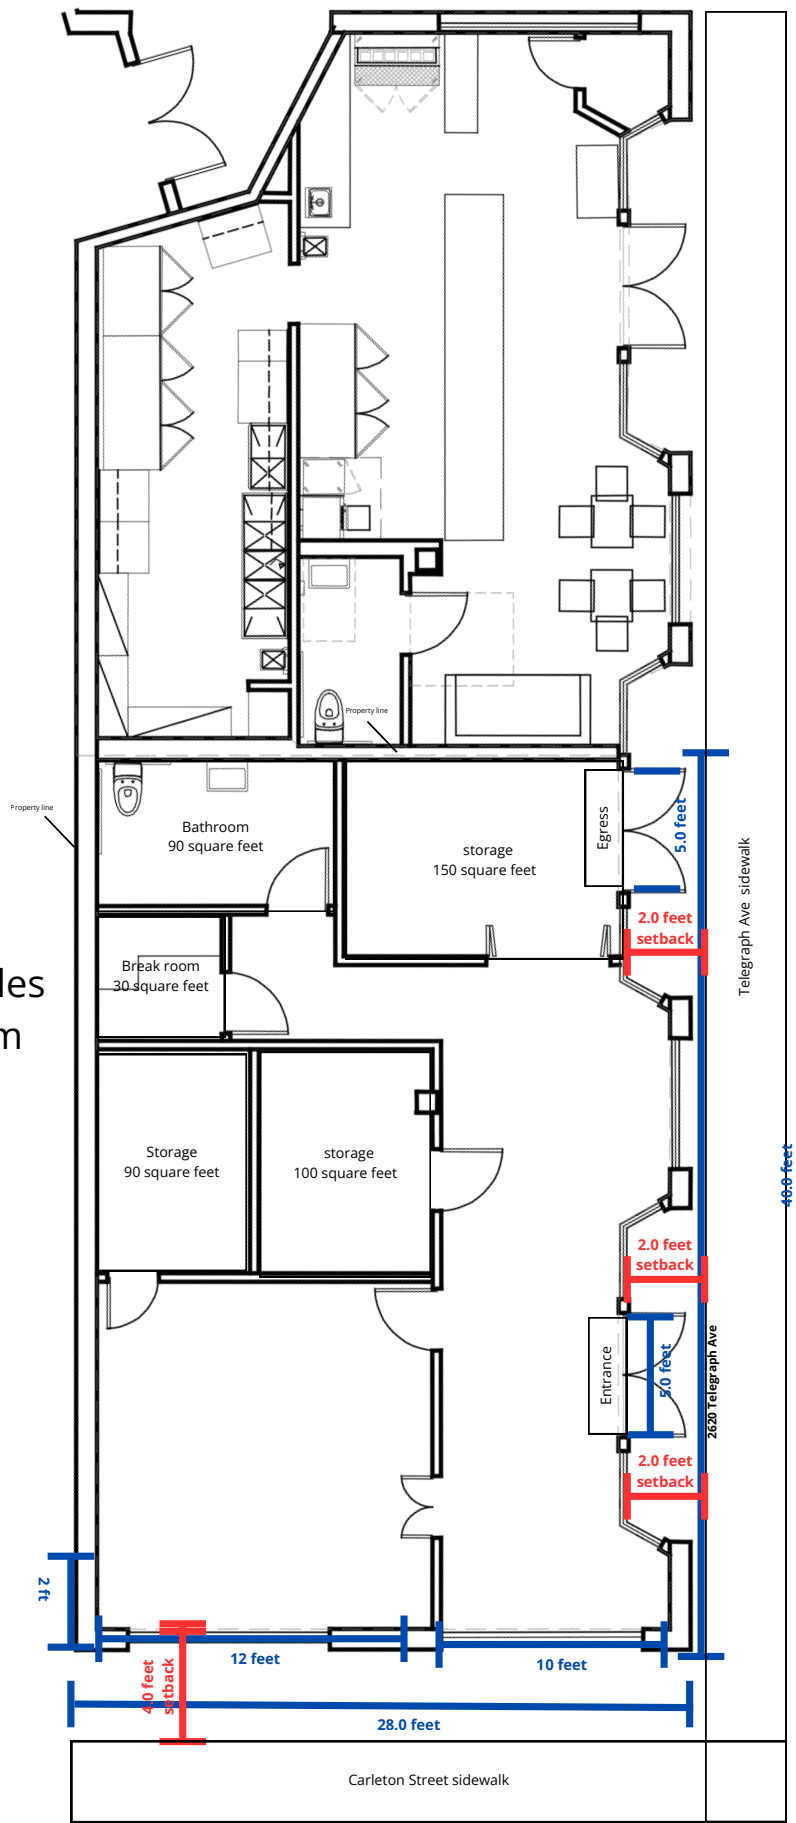 Property line
Property line
Bathroom
90 square feet
storage
150 square feet
Egress
5.0 feet
2.0 feet
setback
Telegraph Ave sidewalk
Break room
30 square feet
les
m
Storage
90 square feet
storage
100 square feet
40.0 feet
2.0 feet
setback
Entrance
5.0 feet
2620 Telegraph Ave
2.0 feet
setback
2 ft
12 feet
10 feet
4.0 feet
setback
28.0 feet
Carleton Street sidewalk